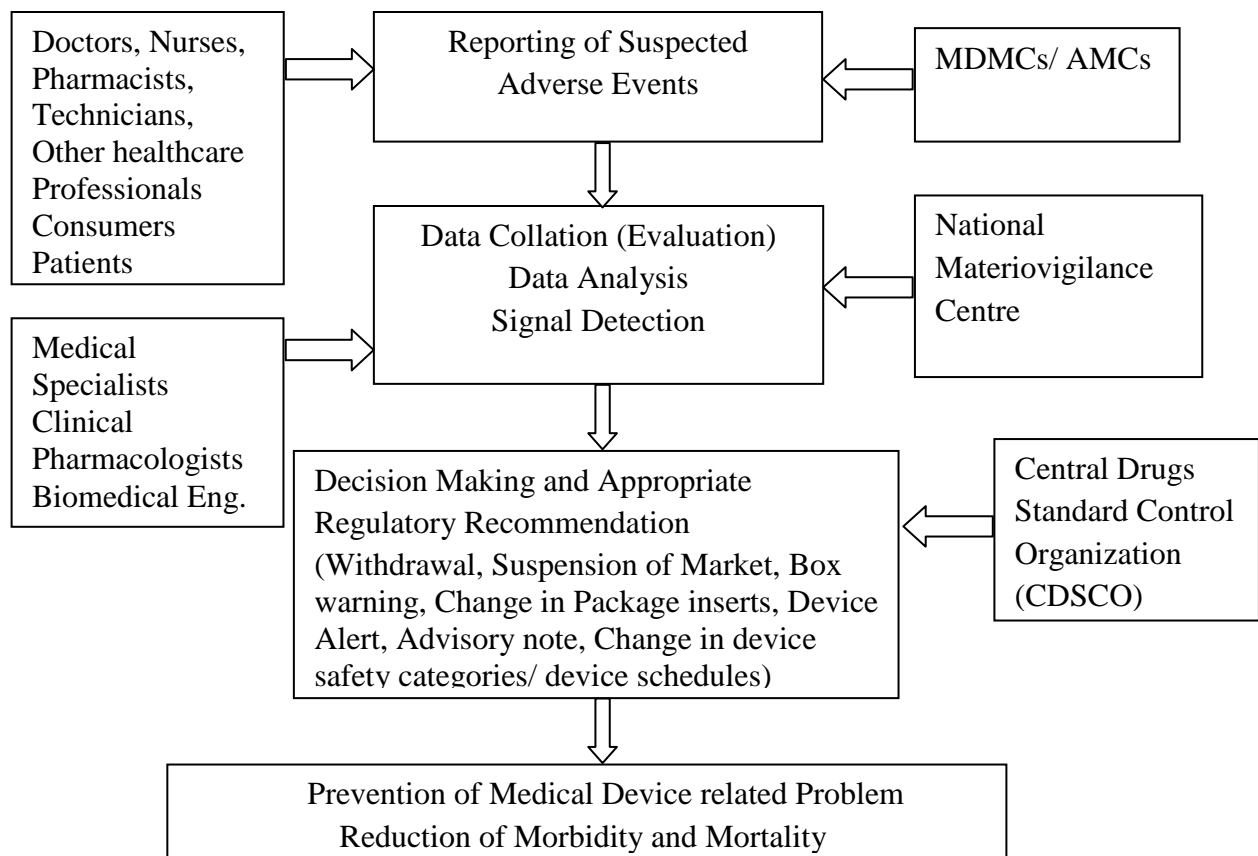 Doctors, Nurses,
Pharmacists,
Technicians,
Other healthcare
Professionals
Consumers
Patients
Reporting of Suspected
Adverse Events
MDMCs/ AMCs
Data Collation (Evaluation)
Data Analysis
Signal Detection
National
Materiovigilance
Centre
Medical
Specialists
Clinical
Pharmacologists
Biomedical Eng.
Decision Making and Appropriate
Regulatory Recommendation
(Withdrawal, Suspension of Market, Box
warning, Change in Package inserts, Device
Alert, Advisory note, Change in device
safety categories/ device schedules)
Central Drugs
Standard Control
Organization
(CDSCO)
Prevention of Medical Device related Problem
Reduction of Morbidity and Mortality